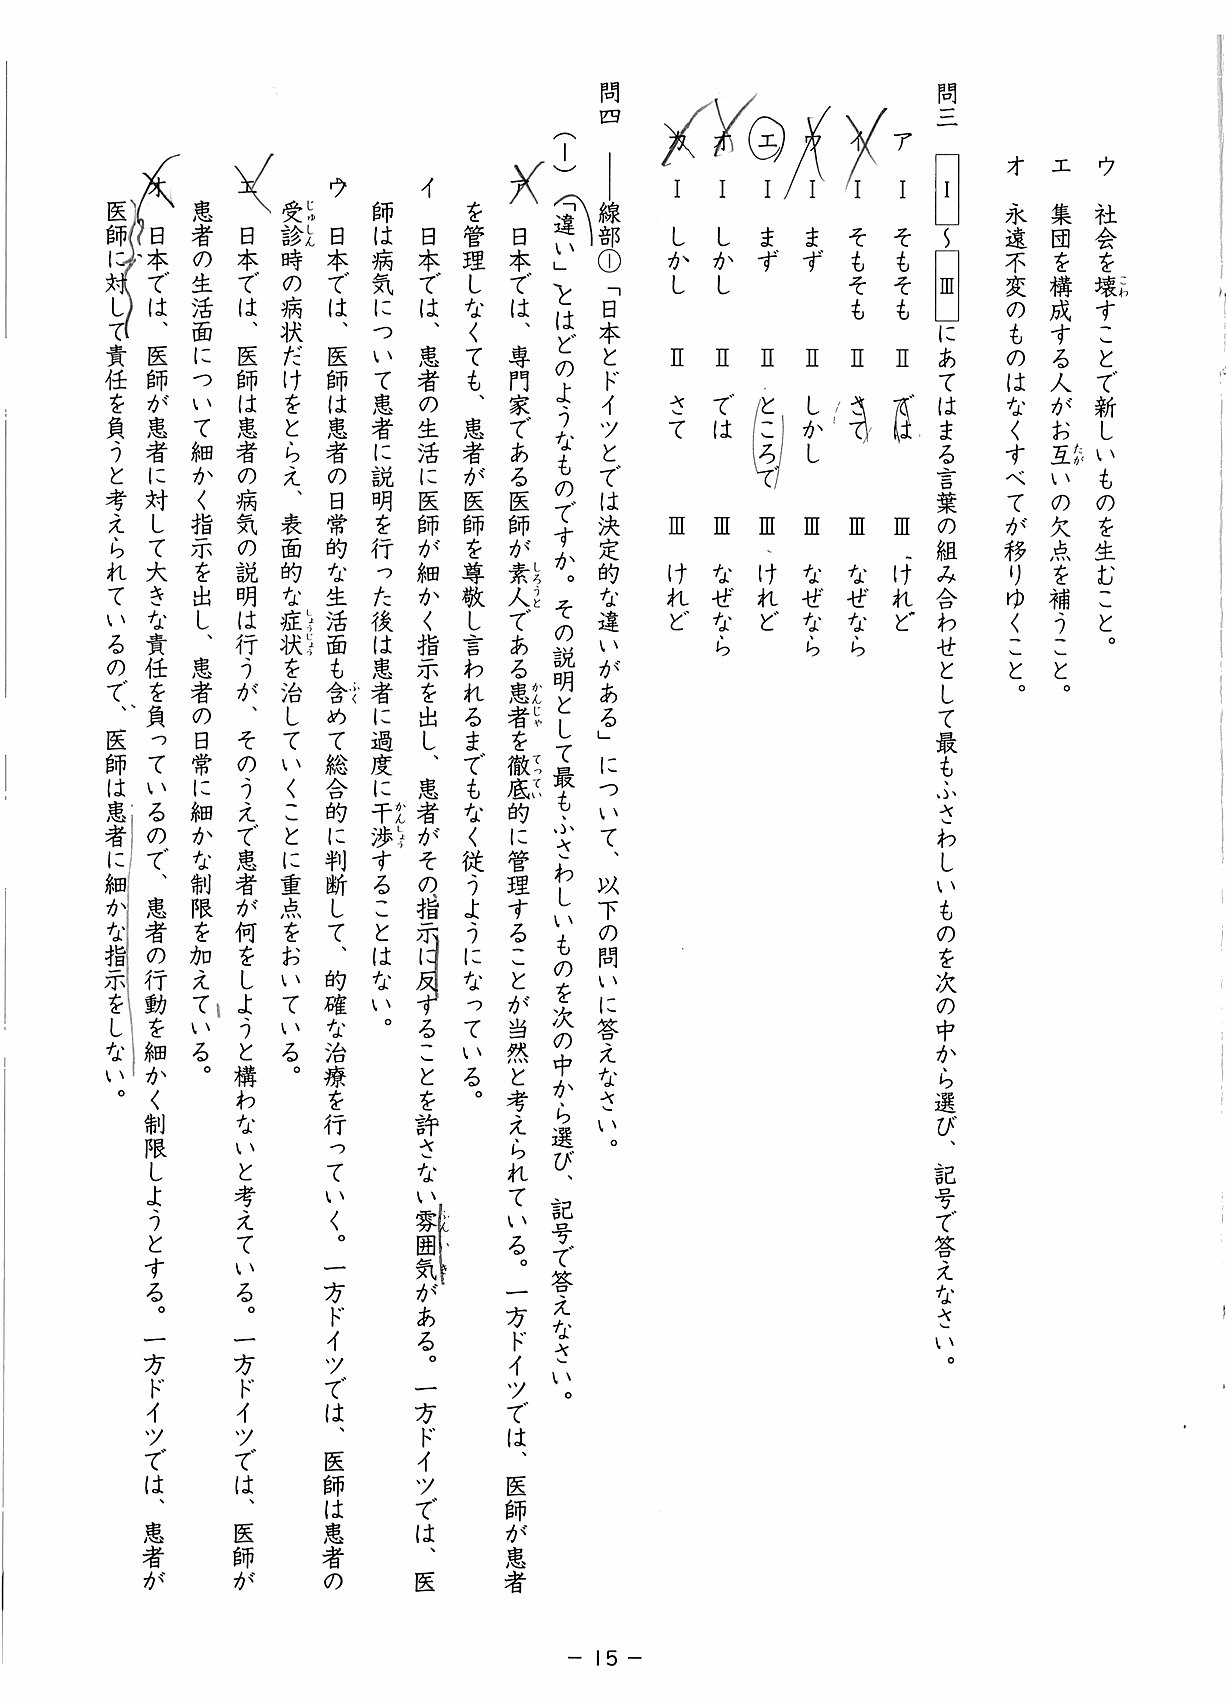 ウ　社会を壊すことで新しいものを生むこと。
エ　集団を構成する人がお互いの欠点を補うこと。
オ　永遠不変のものはなくすべてが移りゆくこと。
問三　Ⅰ～Ⅲにあてはまる言葉の組み合わせとして最もふさわしいものを次の中から選び、記号で答えなさい。
ア　Ⅰ　そもそも　Ⅱ　では　Ⅲ　けれど
イ　Ⅰ　そもそも　Ⅱ　さて　Ⅲ　なぜなら
ウ　Ⅰ　まず　Ⅱ　しかし　Ⅲ　なぜなら
エ　Ⅰ　まず　Ⅱ　ところで　Ⅲ　けれど
オ　Ⅰ　しかし　Ⅱ　では　Ⅲ　なぜなら
カ　Ⅰ　しかし　Ⅱ　さて　Ⅲ　けれど
問四　――線部①「日本とドイツとでは決定的な違いがある」について、以下の問いに答えなさい。
（１）「違い」とはどのようなものですか。その説明として最もふさわしいものを次の中から選び、記号で答えなさい。
ア　日本では、専門家である医師が素人である患者を徹底的に管理することが当然と考えられている。一方ドイツでは、医師が患者
を管理しなくても、患者が医師を尊敬し言われるまでもなく従うようになっている。
イ　日本では、患者の生活に医師が細かく指示を出し、患者がその指示に反することを許さない雰囲気がある。一方ドイツでは、医
師は病気について患者に説明を行った後は患者に過度に干渉することはない。
ウ　日本では、医師は患者の日常的な生活面も含めて総合的に判断して、的確な治療を行っていく。一方ドイツでは、医師は患者の
受診時の病状だけをとらえ、表面的な症状を治していくことに重点をおいている。
エ　日本では、医師は患者の病気の説明は行うが、そのうえで患者が何をしようと構わないと考えている。一方ドイツでは、医師が
患者の生活面について細かく指示を出し、患者の日常に細かな制限を加えている。
オ　日本では、医師が患者に対して大きな責任を負っているので、患者の行動を細かく制限しようとする。一方ドイツでは、患者が
医師に対して責任を負うと考えられているので、医師は患者に細かな指示をしない。
－15－